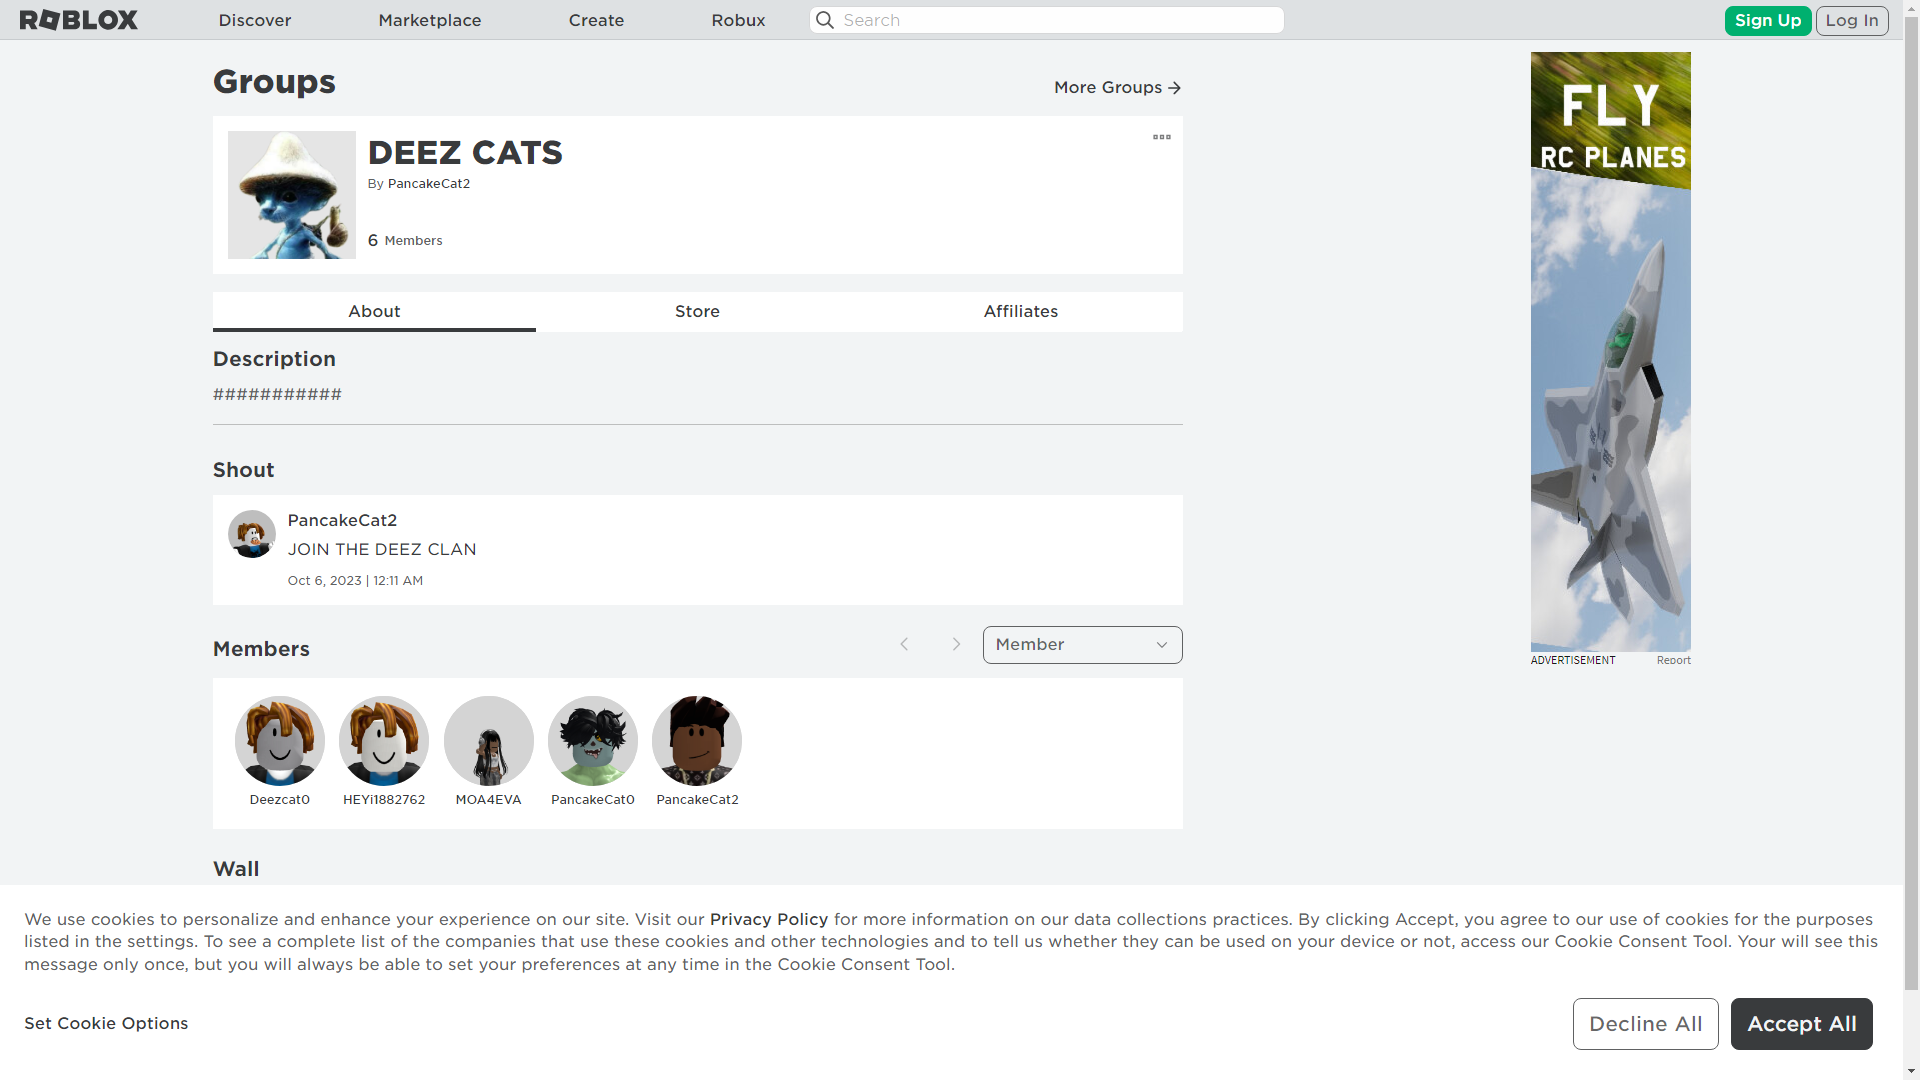 ROBLOX
Discover
Marketplace
Create
Robux
Search
Sign Up
Log In
Groups
More Groups
DEEZ CATS
By PancakeCat2
6 Members
About
Store
Affiliates
Description
###########
Shout
PancakeCat2
JOIN THE DEEZ CLAN
Oct 6, 2023 | 12:11 AM
Members
Member
Deezcat0
HEYi1882762
MOA4EVA
PancakeCat0
PancakeCat2
Wall
FLY
RC PLANES
ADVERTISEMENT
Report
We use cookies to personalize and enhance your experience on our site. Visit our Privacy Policy for more information on our data collections practices. By clicking Accept, you agree to our use of cookies for the purposes
listed in the settings. To see a complete list of the companies that use these cookies and other technologies and to tell us whether they can be used on your device or not, access our Cookie Consent Tool. Your will see this
message only once, but you will always be able to set your preferences at any time in the Cookie Consent Tool.
Set Cookie Options
Decline All
Accept All